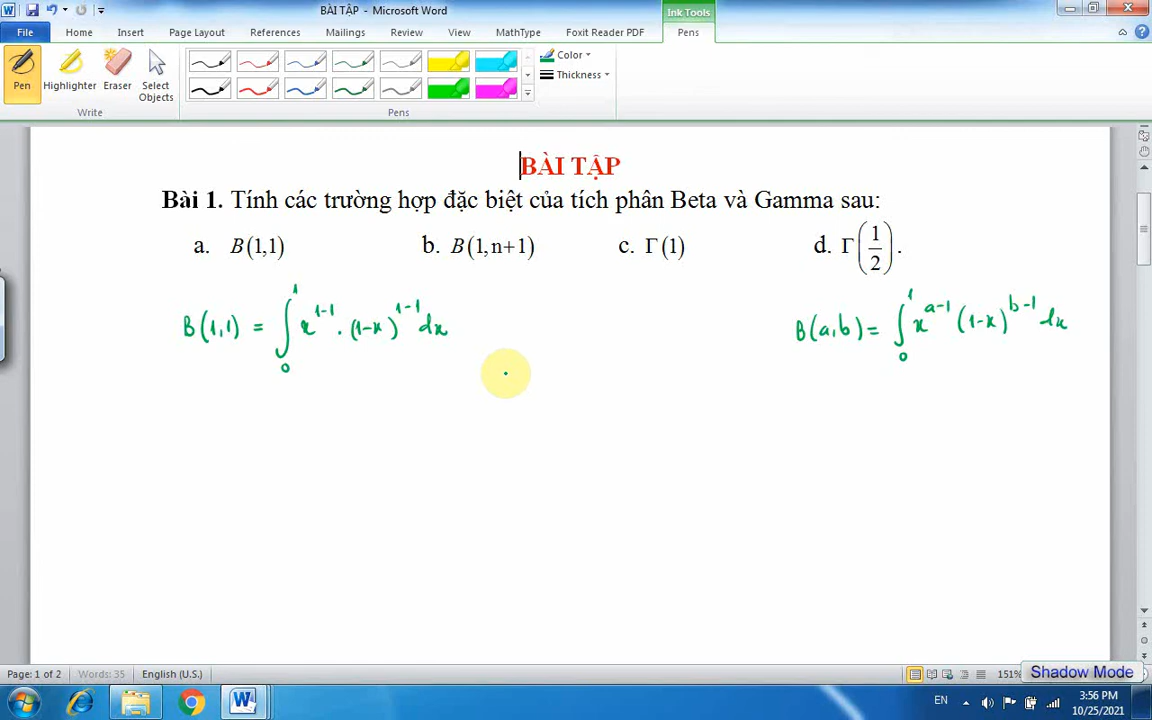 BÀI TẬP - Microsoft Word
Ink Tools
File Home Insert Page Layout References Mailings Review View MathType Foxit Reader PDF Pens
Pen Highlighter Eraser Select Objects
Color
Thickness
Write Pens
BÀI TẬP
Bài 1. Tính các trường hợp đặc biệt của tích phân Beta và Gamma sau:
a. B(1,1) b. B(1,n+1) c. Γ(1) d. Γ(1/2).
B(1,1) = ∫₀¹ x^(1-1) . (1-x)^(1-1) dx B(a,b) = ∫₀¹ x^(a-1) (1-x)^(b-1) dx
Page: 1 of 2 Words: 35 English (U.S.) 151% Shadow Mode
EN 3:56 PM
10/25/2021